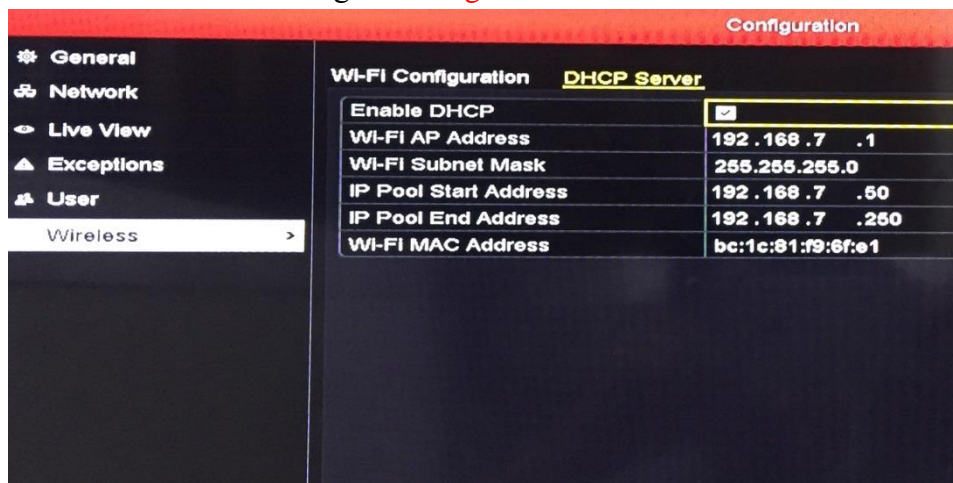 Configuration
General
Network
Live View
Exceptions
User
Wireless >
Wi-Fi Configuration DHCP Server
Enable DHCP
Wi-Fi AP Address 192 . 168 . 7 . 1
Wi-Fi Subnet Mask 255.255.255.0
IP Pool Start Address 192 . 168 . 7 . 50
IP Pool End Address 192 . 168 . 7 . 250
Wi-Fi MAC Address bc:1c:81:f9:6f:e1